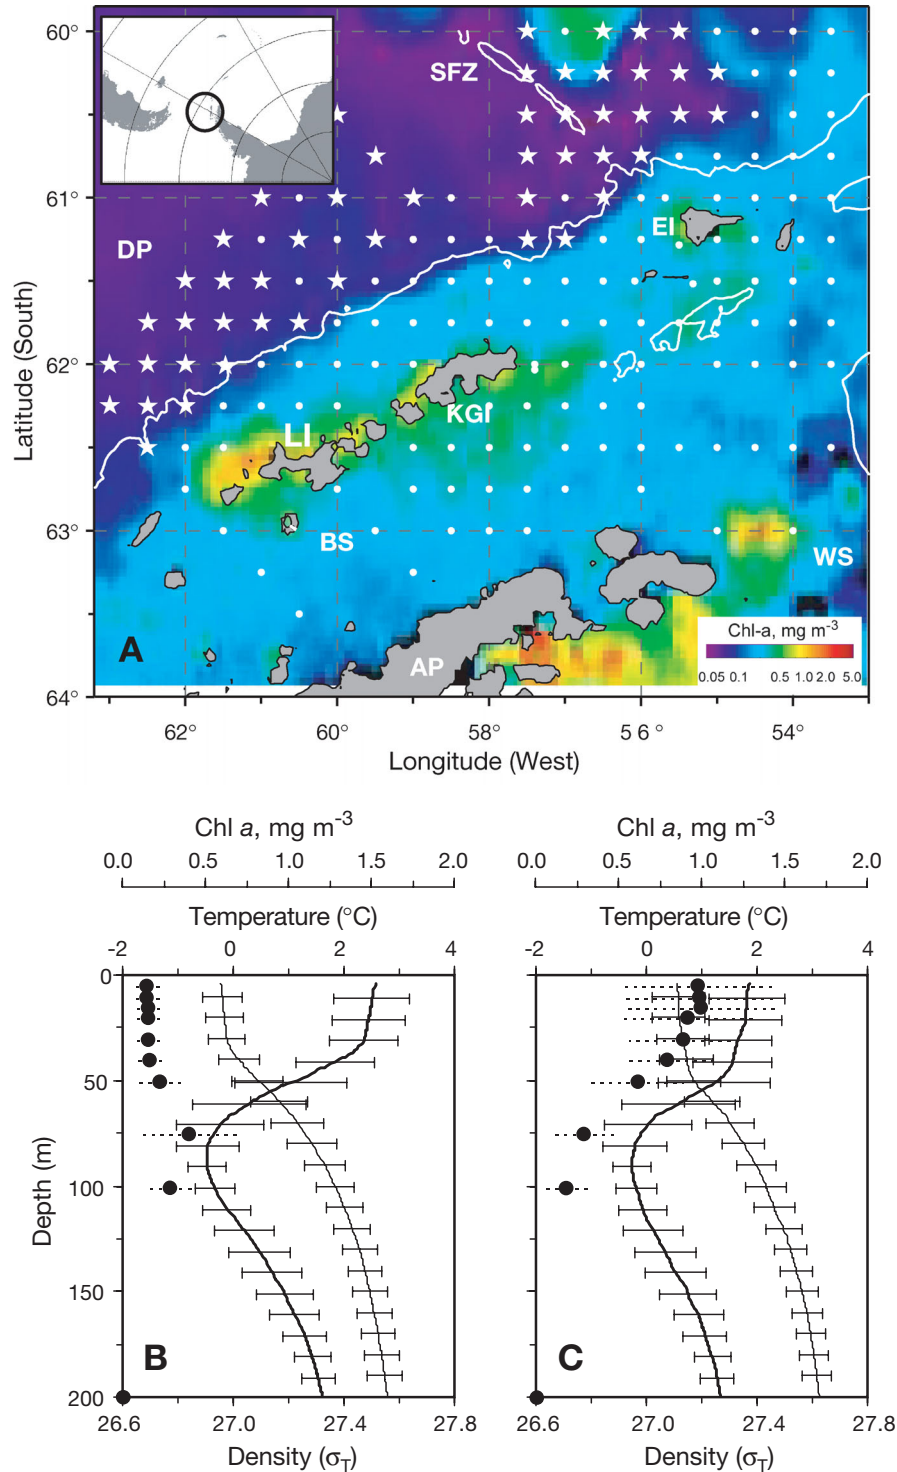 60°
SFZ
61°
DP
EI
62°
KGI
LI
63°
BS
WS
A
AP
Chl-a, mg m-3
0.05 0.1 0.5 1.0 2.0 5.0
64°
62° 60° 58° 5 6 ° 54°
Latitude (South)
Longitude (West)
Chl a, mg m-3
0.0 0.5 1.0 1.5 2.0
Temperature (°C)
-2 0 2 4
0
50
100
150
200
Depth (m)
B
26.6 27.0 27.4 27.8
Density (σT)
Chl a, mg m-3
0.0 0.5 1.0 1.5 2.0
Temperature (°C)
-2 0 2 4
C
26.6 27.0 27.4 27.8
Density (σT)